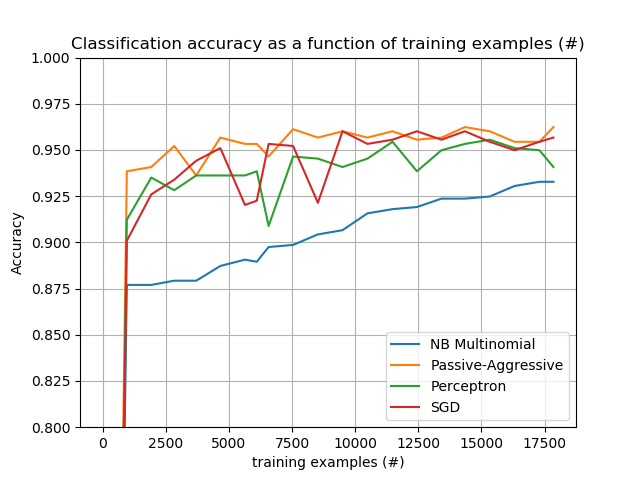 Classification accuracy as a function of training examples (#)
1.000
0.975
0.950
0.925
0.900
0.875
0.850
0.825
0.800
Accuracy
NB Multinomial
Passive-Aggressive
Perceptron
SGD
0 2500 5000 7500 10000 12500 15000 17500
training examples (#)